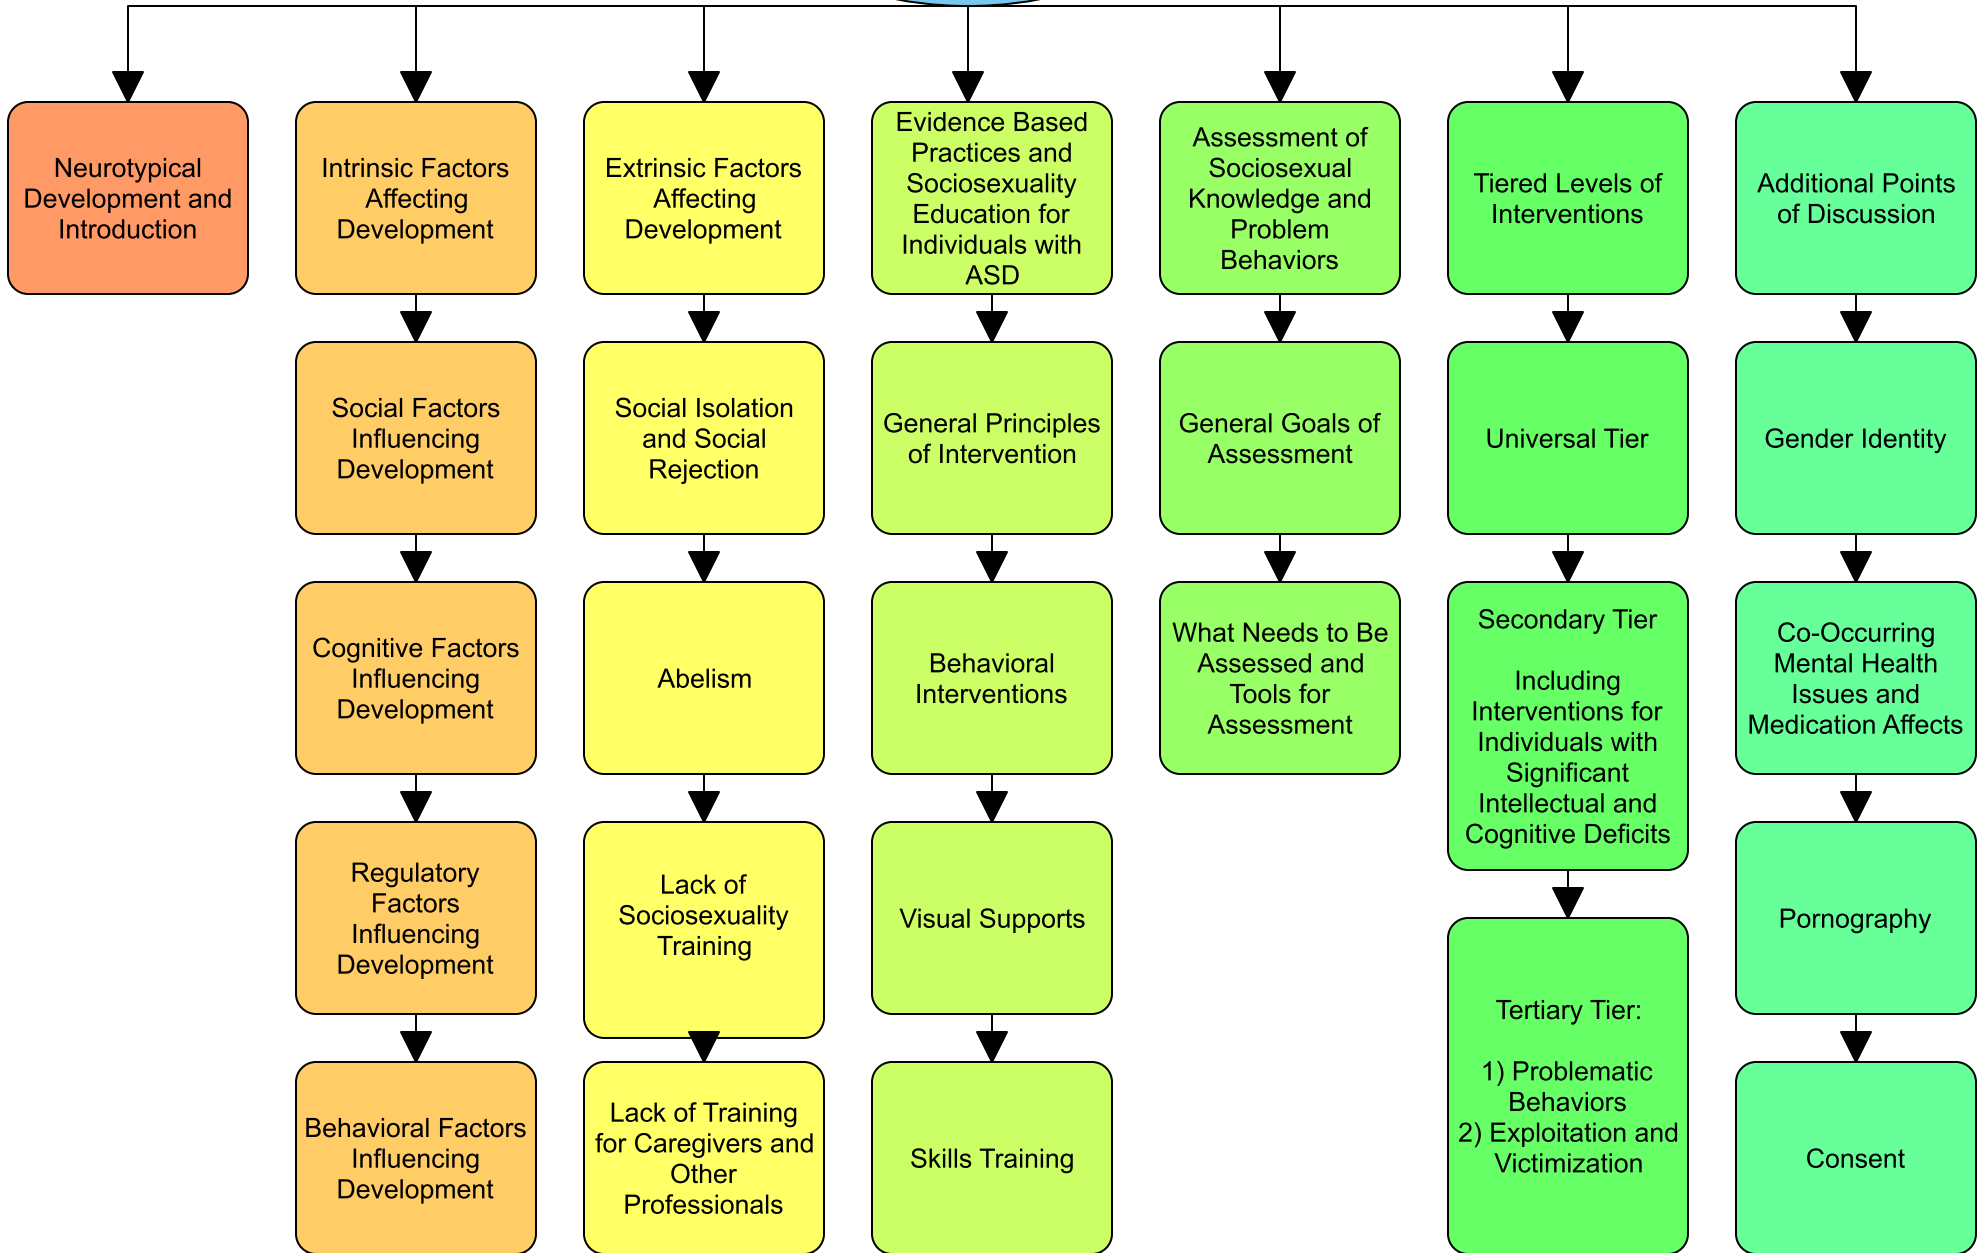 Neurotypical
Development and
Introduction
Intrinsic Factors
Affecting
Development
Extrinsic Factors
Affecting
Development
Evidence Based
Practices and
Sociosexuality
Education for
Individuals with
ASD
Assessment of
Sociosexual
Knowledge and
Problem
Behaviors
Tiered Levels of
Interventions
Additional Points
of Discussion
Social Factors
Influencing
Development
Social Isolation
and Social
Rejection
General Principles
of Intervention
General Goals of
Assessment
Universal Tier
Gender Identity
Cognitive Factors
Influencing
Development
Abelism
Behavioral
Interventions
What Needs to Be
Assessed and
Tools for
Assessment
Secondary Tier
Including
Interventions for
Individuals with
Significant
Intellectual and
Cognitive Deficits
Co-Occurring
Mental Health
Issues and
Medication Affects
Regulatory
Factors
Influencing
Development
Lack of
Sociosexuality
Training
Visual Supports
Pornography
Tertiary Tier:
1) Problematic
Behaviors
2) Exploitation and
Victimization
Behavioral Factors
Influencing
Development
Lack of Training
for Caregivers and
Other
Professionals
Skills Training
Consent